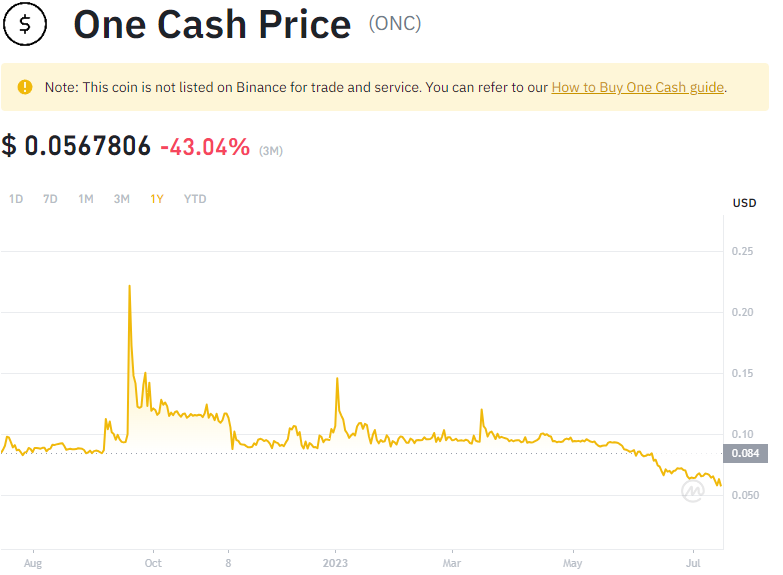 $ One Cash Price (ONC)
! Note: This coin is not listed on Binance for trade and service. You can refer to our How to Buy One Cash guide.
$ 0.0567806 -43.04% (3M)
1D 7D 1M 3M 1Y YTD
USD
0.25
0.20
0.15
0.10
0.084
0.050
Aug Oct 8 2023 Mar May Jul